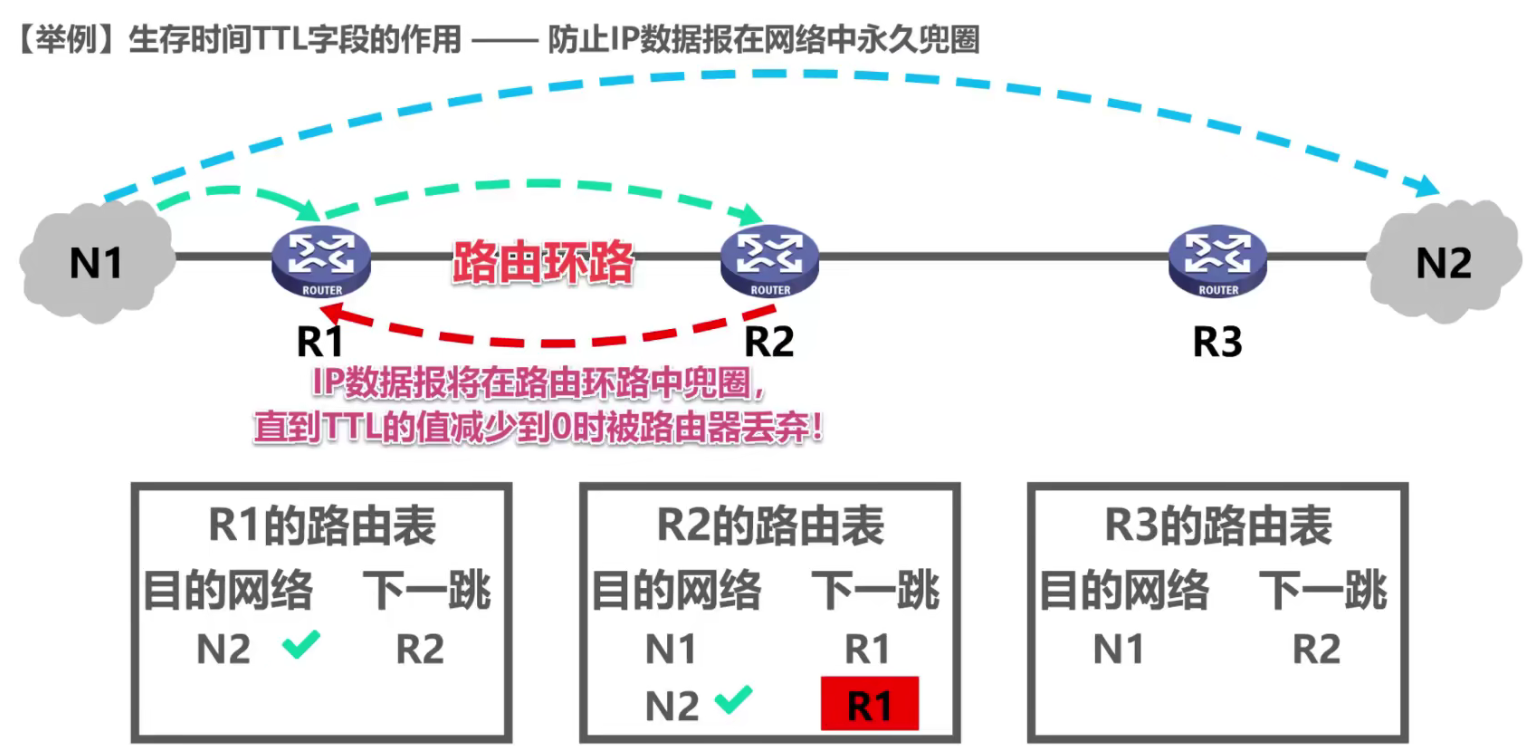 【举例】生存时间TTL字段的作用 —— 防止IP数据报在网络中永久兜圈
N1
ROUTER
路由环路
ROUTER
ROUTER
N2
R1
R2
R3
IP数据报将在路由环路中兜圈，
直到TTL的值减少到0时被路由器丢弃！
R1的路由表
目的网络 下一跳
N2 R2
R2的路由表
目的网络 下一跳
N1 R1
N2 R1
R3的路由表
目的网络 下一跳
N1 R2